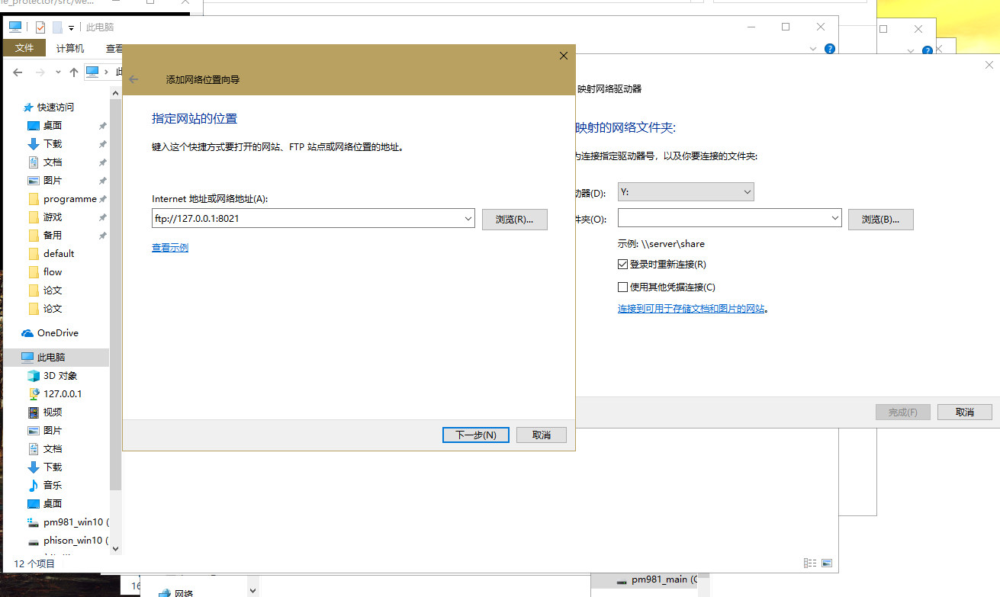 此电脑
文件
计算机
查看
添加网络位置向导
指定网站的位置
键入这个快捷方式要打开的网站、FTP 站点或网络位置的地址。
Internet 地址或网络地址(A):
ftp://127.0.0.1:8021
浏览(R)...
查看示例
下一步(N)
取消
映射网络驱动器
映射的网络文件夹:
为连接指定驱动器号，以及你要连接的文件夹:
动器(D):
Y:
件夹(O):
浏览(B)...
示例: \\server\share
登录时重新连接(R)
使用其他凭据连接(C)
连接到可用于存储文档和图片的网站。
完成(F)
取消
快速访问
桌面
下载
文档
图片
programme
游戏
备用
default
flow
论文
论文
OneDrive
此电脑
3D 对象
127.0.0.1
视频
图片
文档
下载
音乐
桌面
pm981_win10 (
phison_win10 (
12 个项目
16
网络
pm981_main (